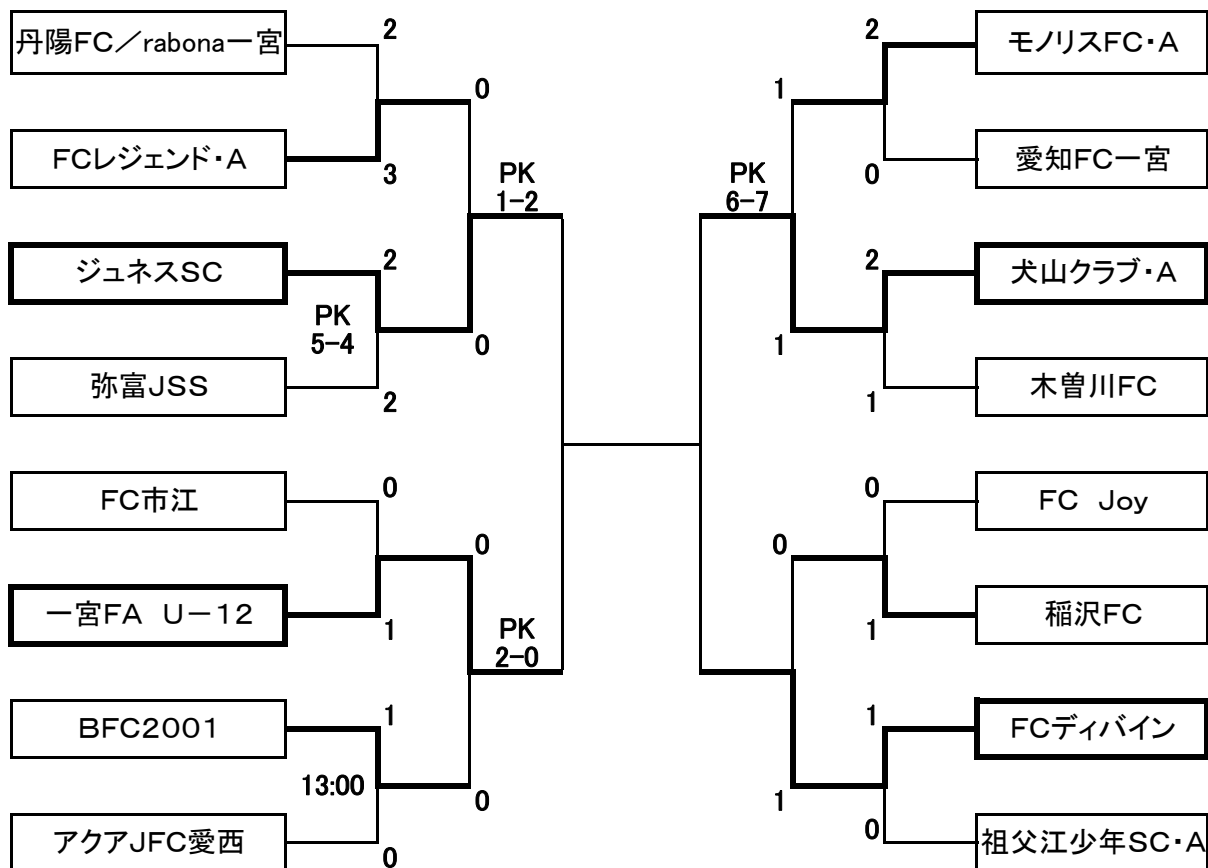 丹陽FC／rabona一宮
2
0
FCレジェンド・A
3
PK
1-2
ジュネスSC
2
PK
5-4
0
弥富JSS
2
FC市江
0
0
一宮FA　U－12
1
PK
2-0
BFC2001
1
13:00
0
アクアJFC愛西
0
2
モノリスFC・A
1
愛知FC一宮
0
PK
6-7
2
犬山クラブ・A
1
木曽川FC
1
0
FC　Joy
0
稲沢FC
1
1
FCディバイン
1
祖父江少年SC・A
0